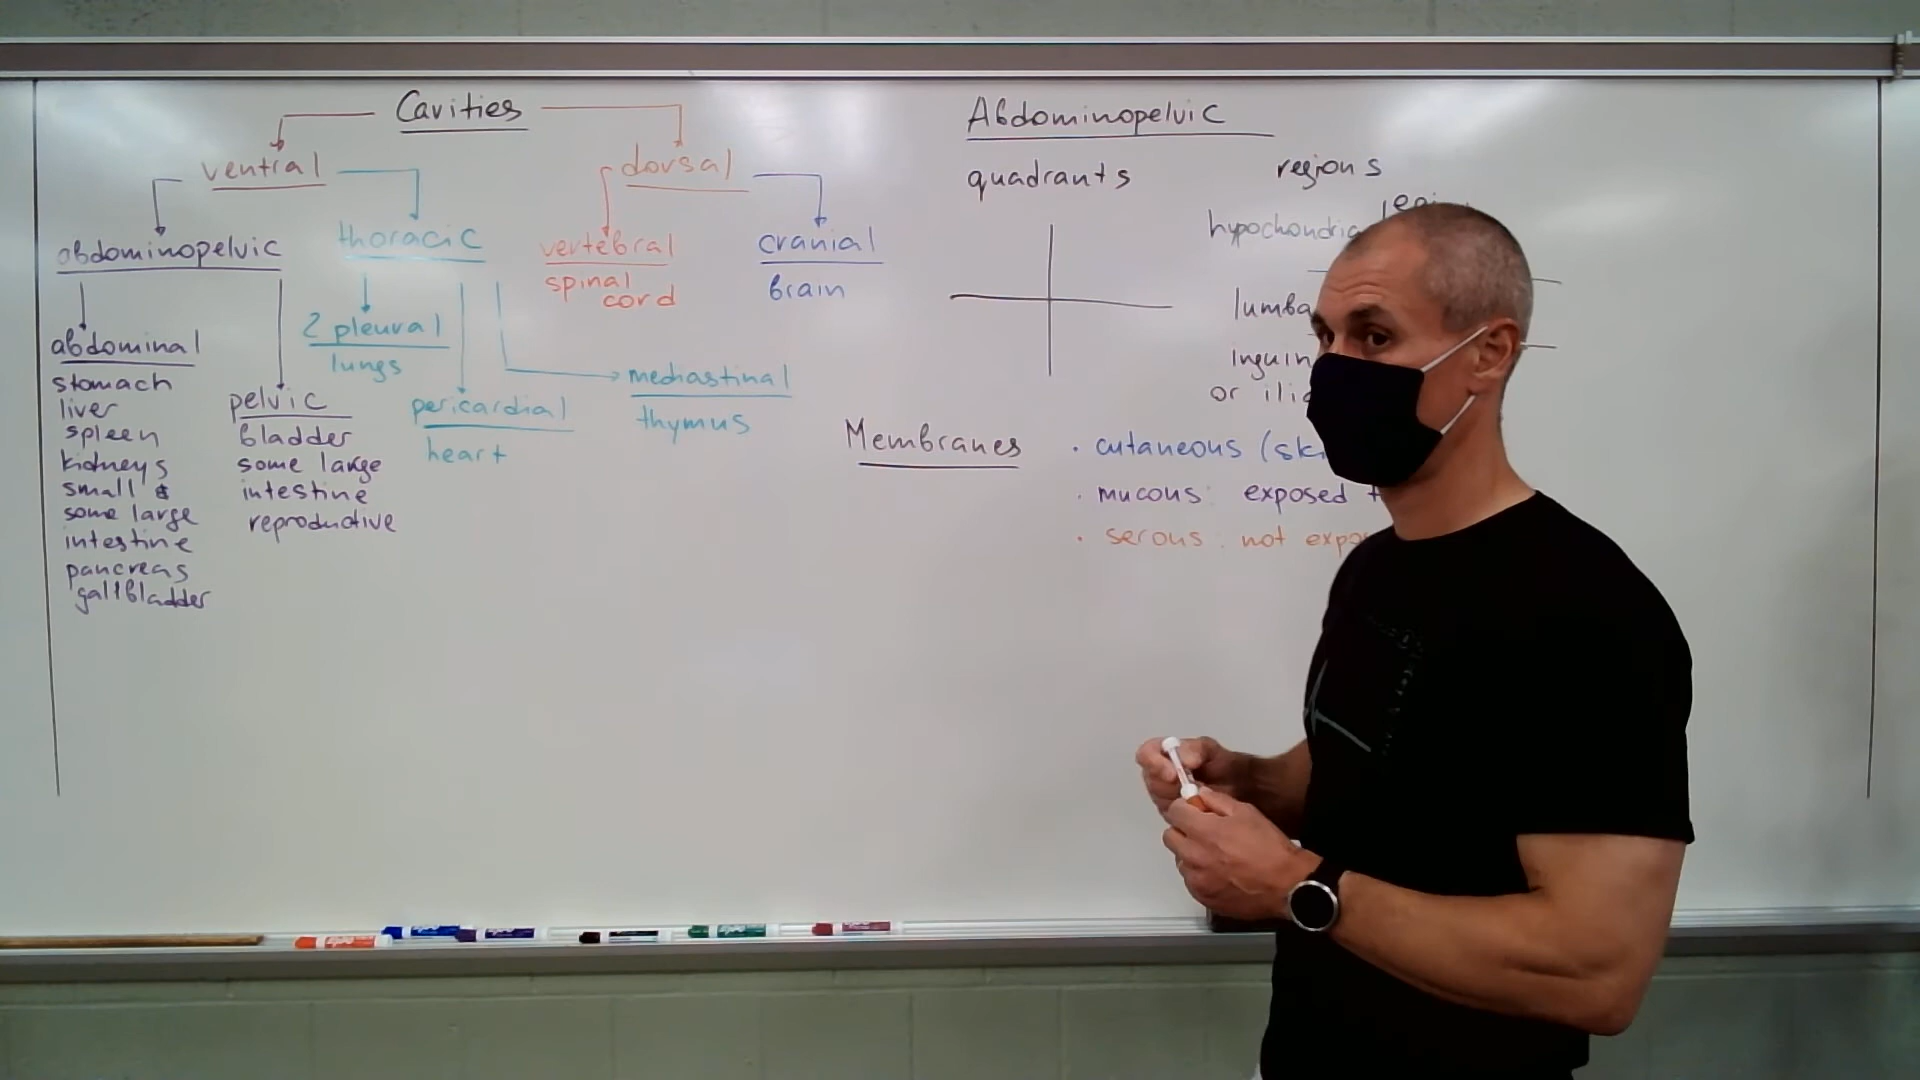 Cavities
ventral
dorsal
abdominopelvic
thoracic
vertebral
cranial
spinal
cord
brain
abdominal
stomach
liver
spleen
kidneys
small &
some large
intestine
pancreas
gallbladder
pelvic
bladder
some large
intestine
reproductive
2 pleural
lungs
pericardial
heart
mediastinal
thymus
Abdominopelvic
quadrants
regions
hypochondria
lumba
inguin
or ilia
Membranes
• cutaneous (sk
• mucous: exposed t
• serous: not expo